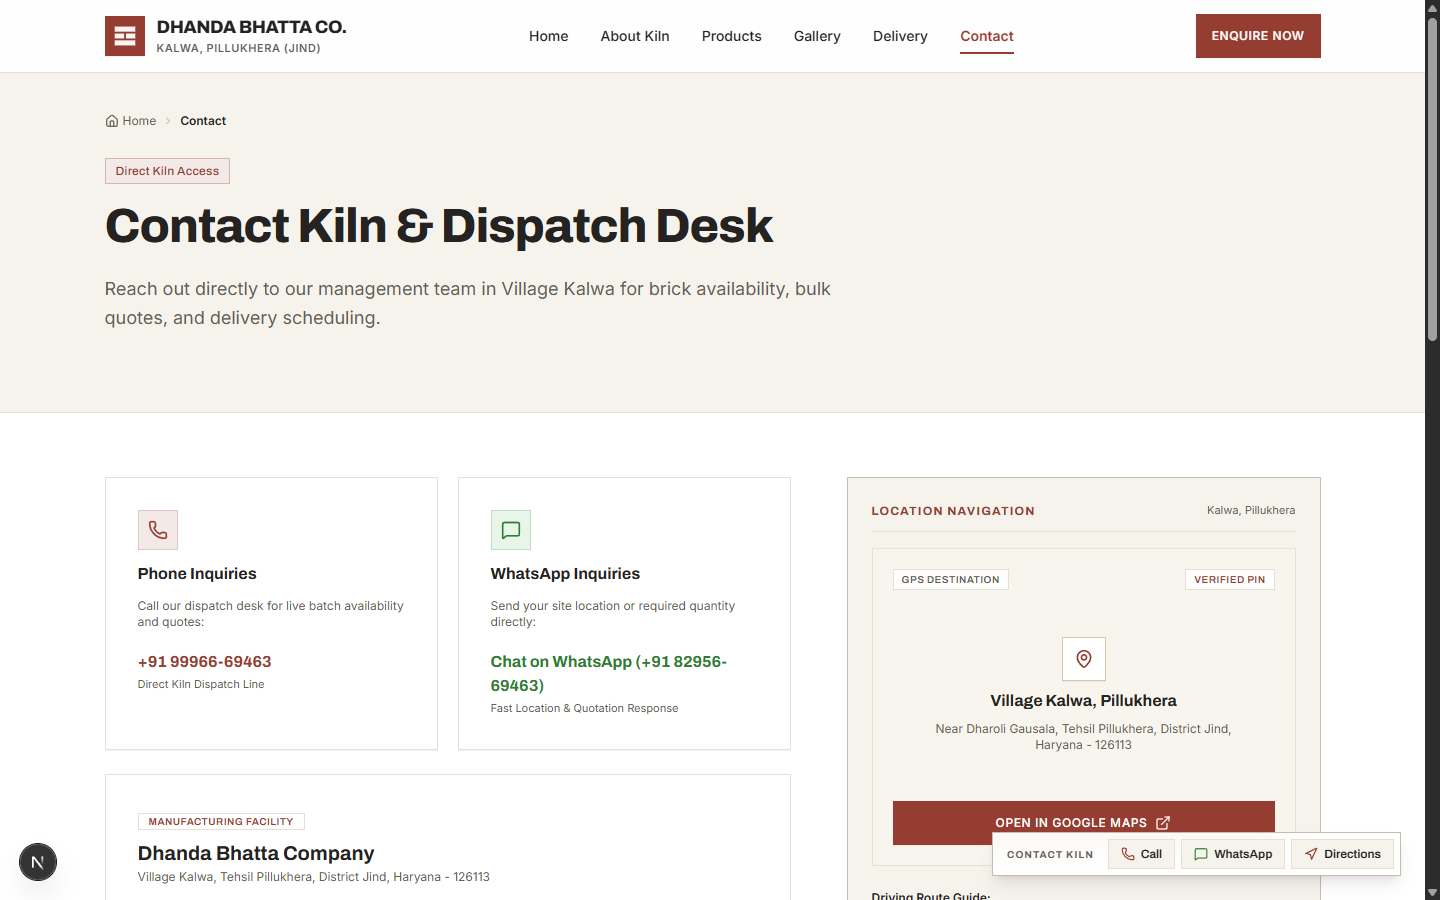 DHANDA BHATTA CO.
KALWA, PILLUKHERA (JIND)
Home
About Kiln
Products
Gallery
Delivery
Contact
ENQUIRE NOW
Home
Contact
Direct Kiln Access
Contact Kiln & Dispatch Desk
Reach out directly to our management team in Village Kalwa for brick availability, bulk
quotes, and delivery scheduling.
Phone Inquiries
Call our dispatch desk for live batch availability
and quotes:
+91 99966-69463
Direct Kiln Dispatch Line
WhatsApp Inquiries
Send your site location or required quantity
directly:
Chat on WhatsApp (+91 82956-
69463)
Fast Location & Quotation Response
MANUFACTURING FACILITY
Dhanda Bhatta Company
Village Kalwa, Tehsil Pillukhera, District Jind, Haryana - 126113
LOCATION NAVIGATION
Kalwa, Pillukhera
GPS DESTINATION
VERIFIED PIN
Village Kalwa, Pillukhera
Near Dharoli Gausala, Tehsil Pillukhera, District Jind,
Haryana - 126113
OPEN IN GOOGLE MAPS
Driving Route Guide:
CONTACT KILN
Call
WhatsApp
Directions
N